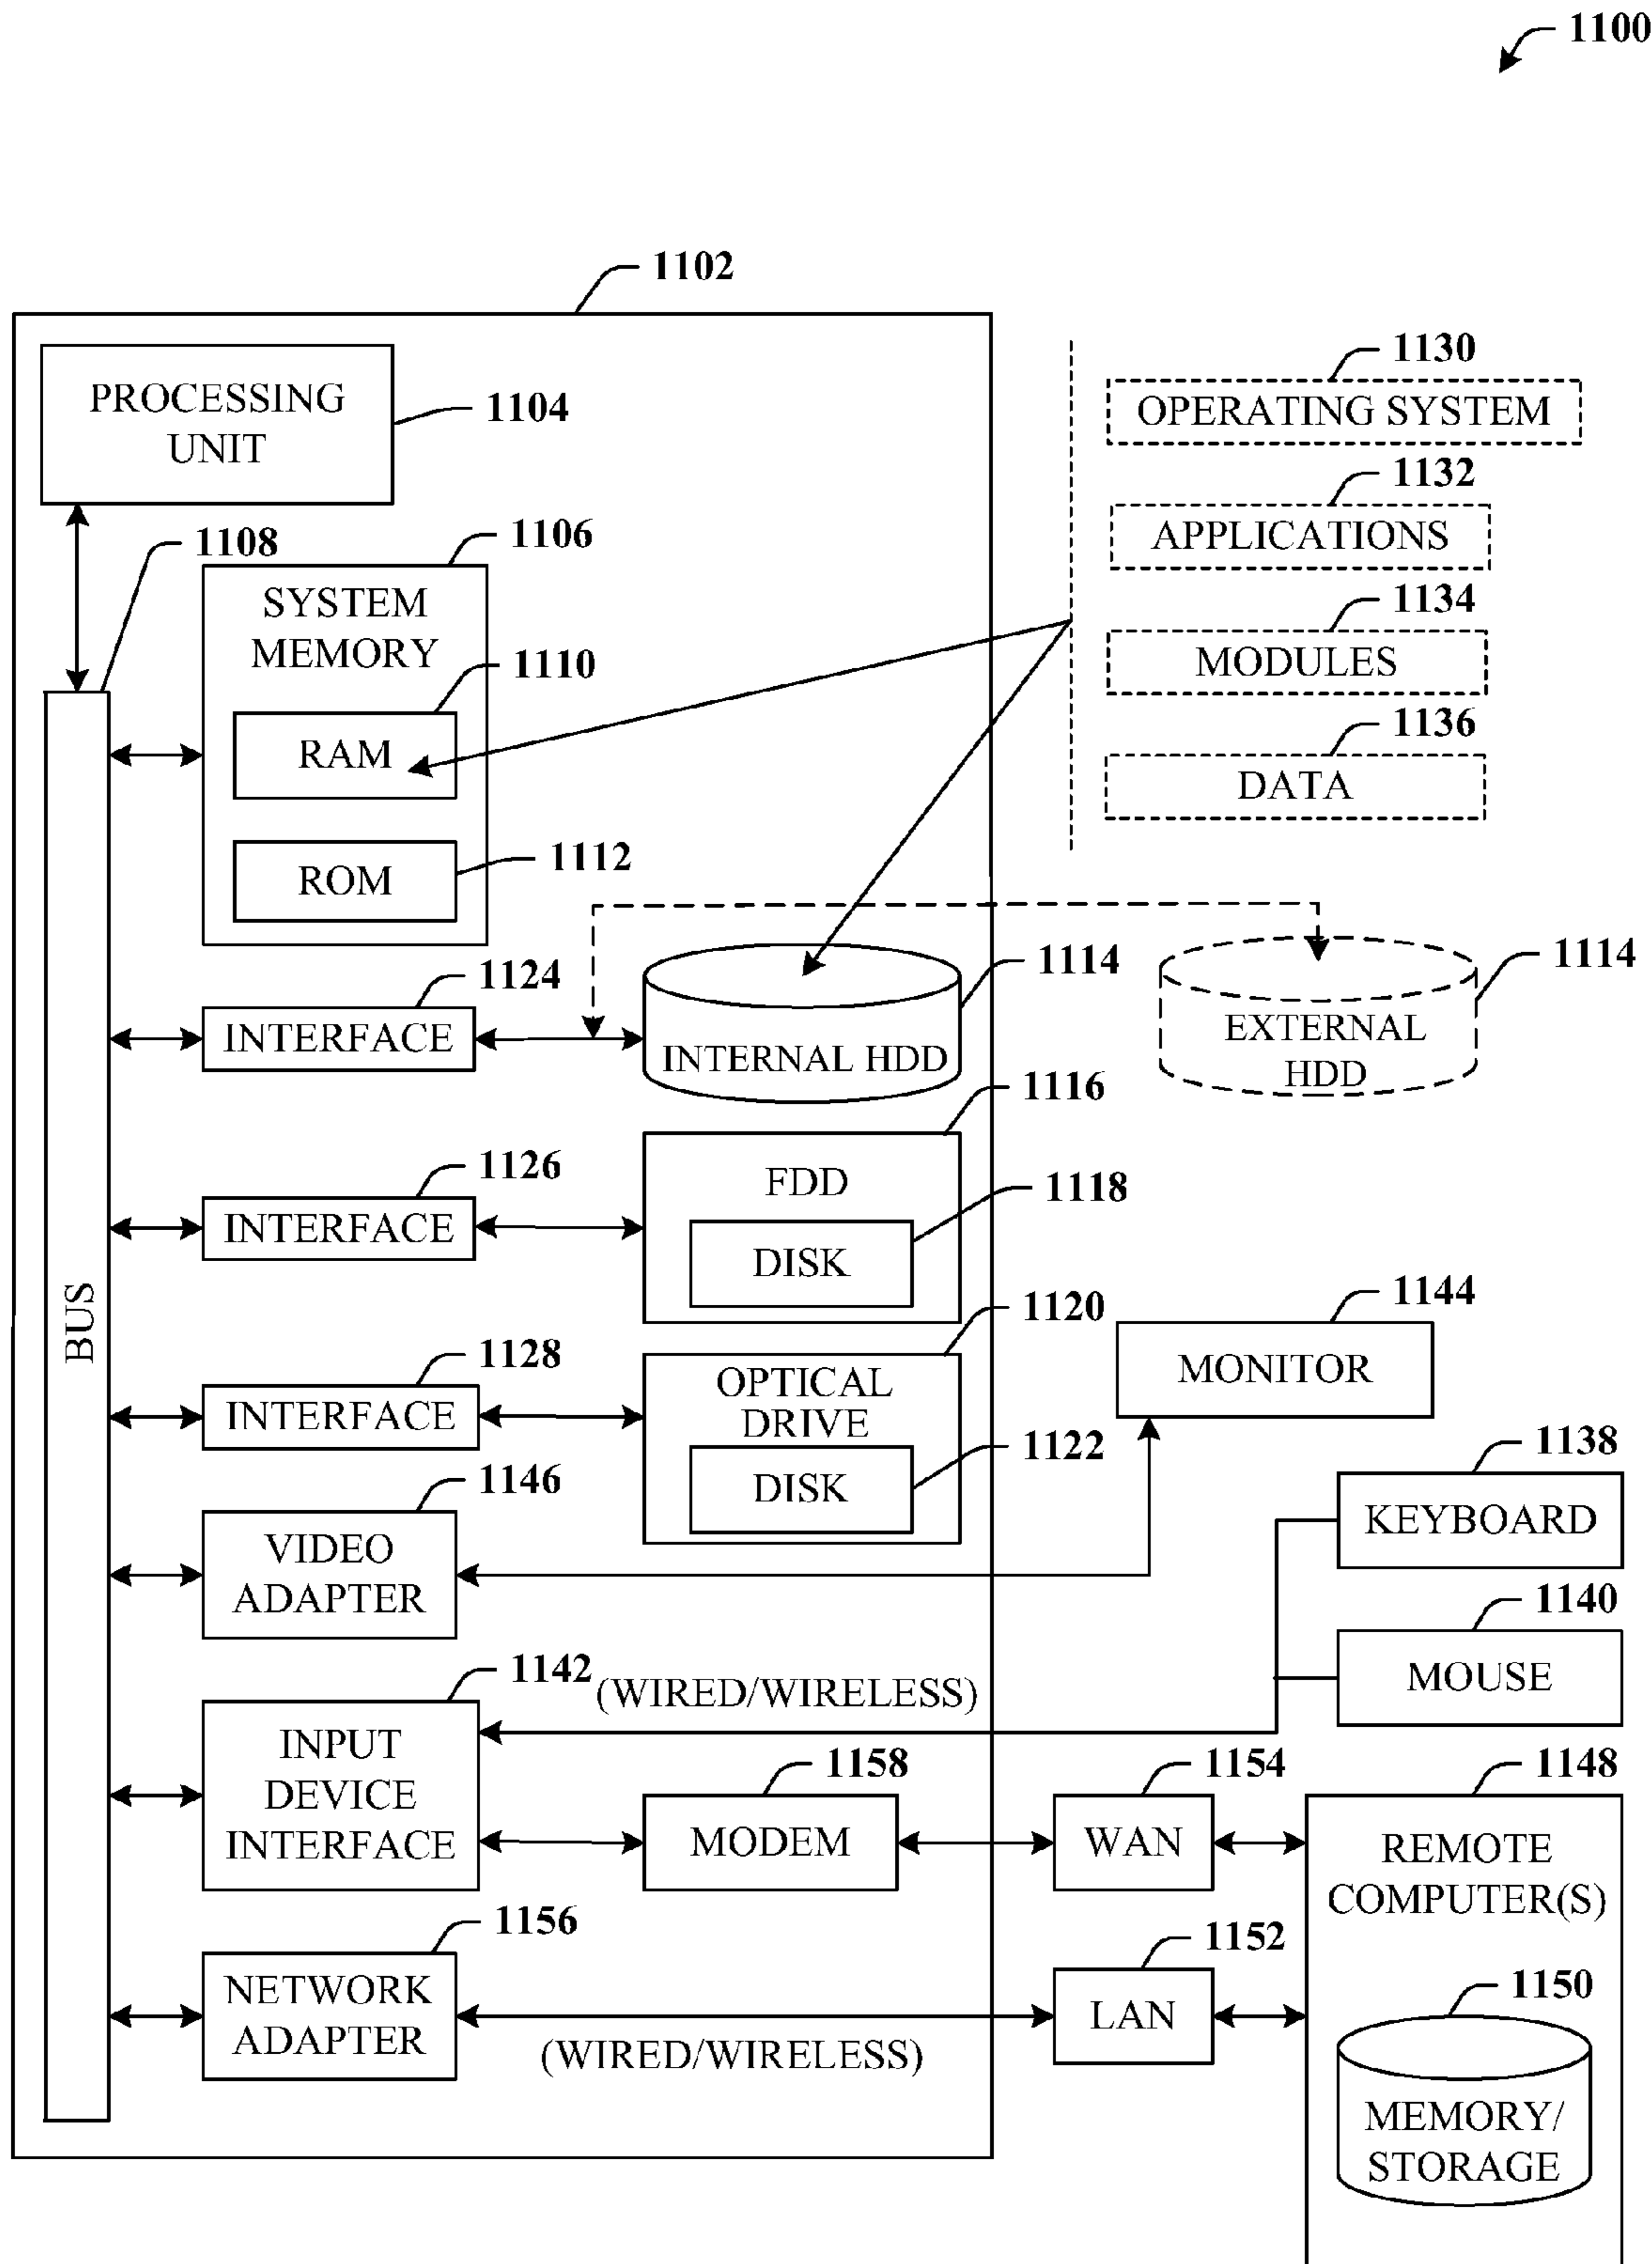 1100
1102
PROCESSING
UNIT
1104
1130
OPERATING SYSTEM
1132
APPLICATIONS
1134
MODULES
1136
DATA
1108
1106
SYSTEM
MEMORY
1110
RAM
1112
ROM
1124
INTERFACE
1114
INTERNAL HDD
1114
EXTERNAL
HDD
1116
FDD
1126
INTERFACE
1118
DISK
BUS
1120
OPTICAL
DRIVE
1128
INTERFACE
1122
DISK
1144
MONITOR
1146
VIDEO
ADAPTER
1138
KEYBOARD
1140
MOUSE
1142
(WIRED/WIRELESS)
INPUT
DEVICE
INTERFACE
1158
MODEM
1154
WAN
1148
REMOTE
COMPUTER(S)
1156
NETWORK
ADAPTER
(WIRED/WIRELESS)
1152
LAN
1150
MEMORY/
STORAGE